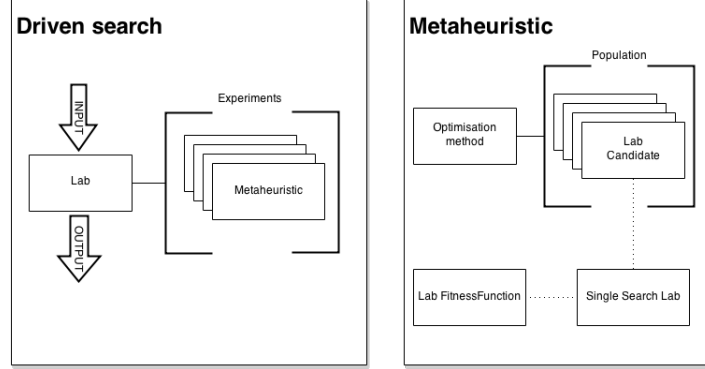 Driven search
INPUT
Experiments
Lab
Metaheuristic
OUTPUT
Metaheuristic
Population
Optimisation
method
Lab
Candidate
Lab FitnessFunction
Single Search Lab